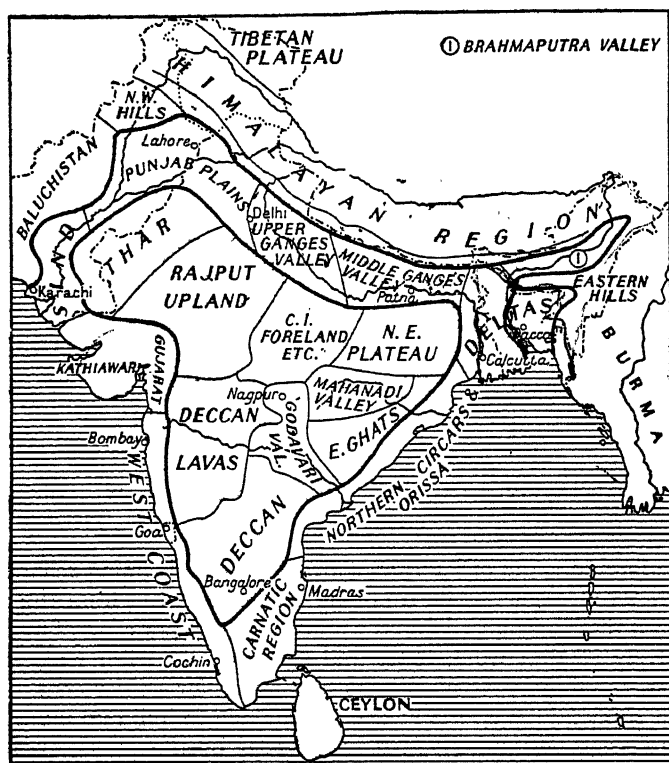 TIBETAN
PLATEAU
① BRAHMAPUTRA VALLEY
N.W.
HILLS
HIMALAYAN REGION
Lahore
BALUCHISTAN
PUNJAB PLAINS
INDUS
THAR
Delhi
UPPER
GANGES
VALLEY
MIDDLE GANGES
VALLEY
Patna
①
EASTERN
HILLS
Karachi
RAJPUT
UPLAND
C.I.
FORELAND
ETC.
N.E.
PLATEAU
DELTAS
Dacca
Calcutta
BURMA
KATHIAWAR
GUJARAT
Nagpur
MAHANADI
VALLEY
DECCAN
LAVAS
GODAVARI
VAL.
E. GHATS
Bombay
NORTHERN CIRCARS &
ORISSA
WEST COAST
Goa
DECCAN
Bangalore
Madras
CARNATIC
REGION
Cochin
CEYLON